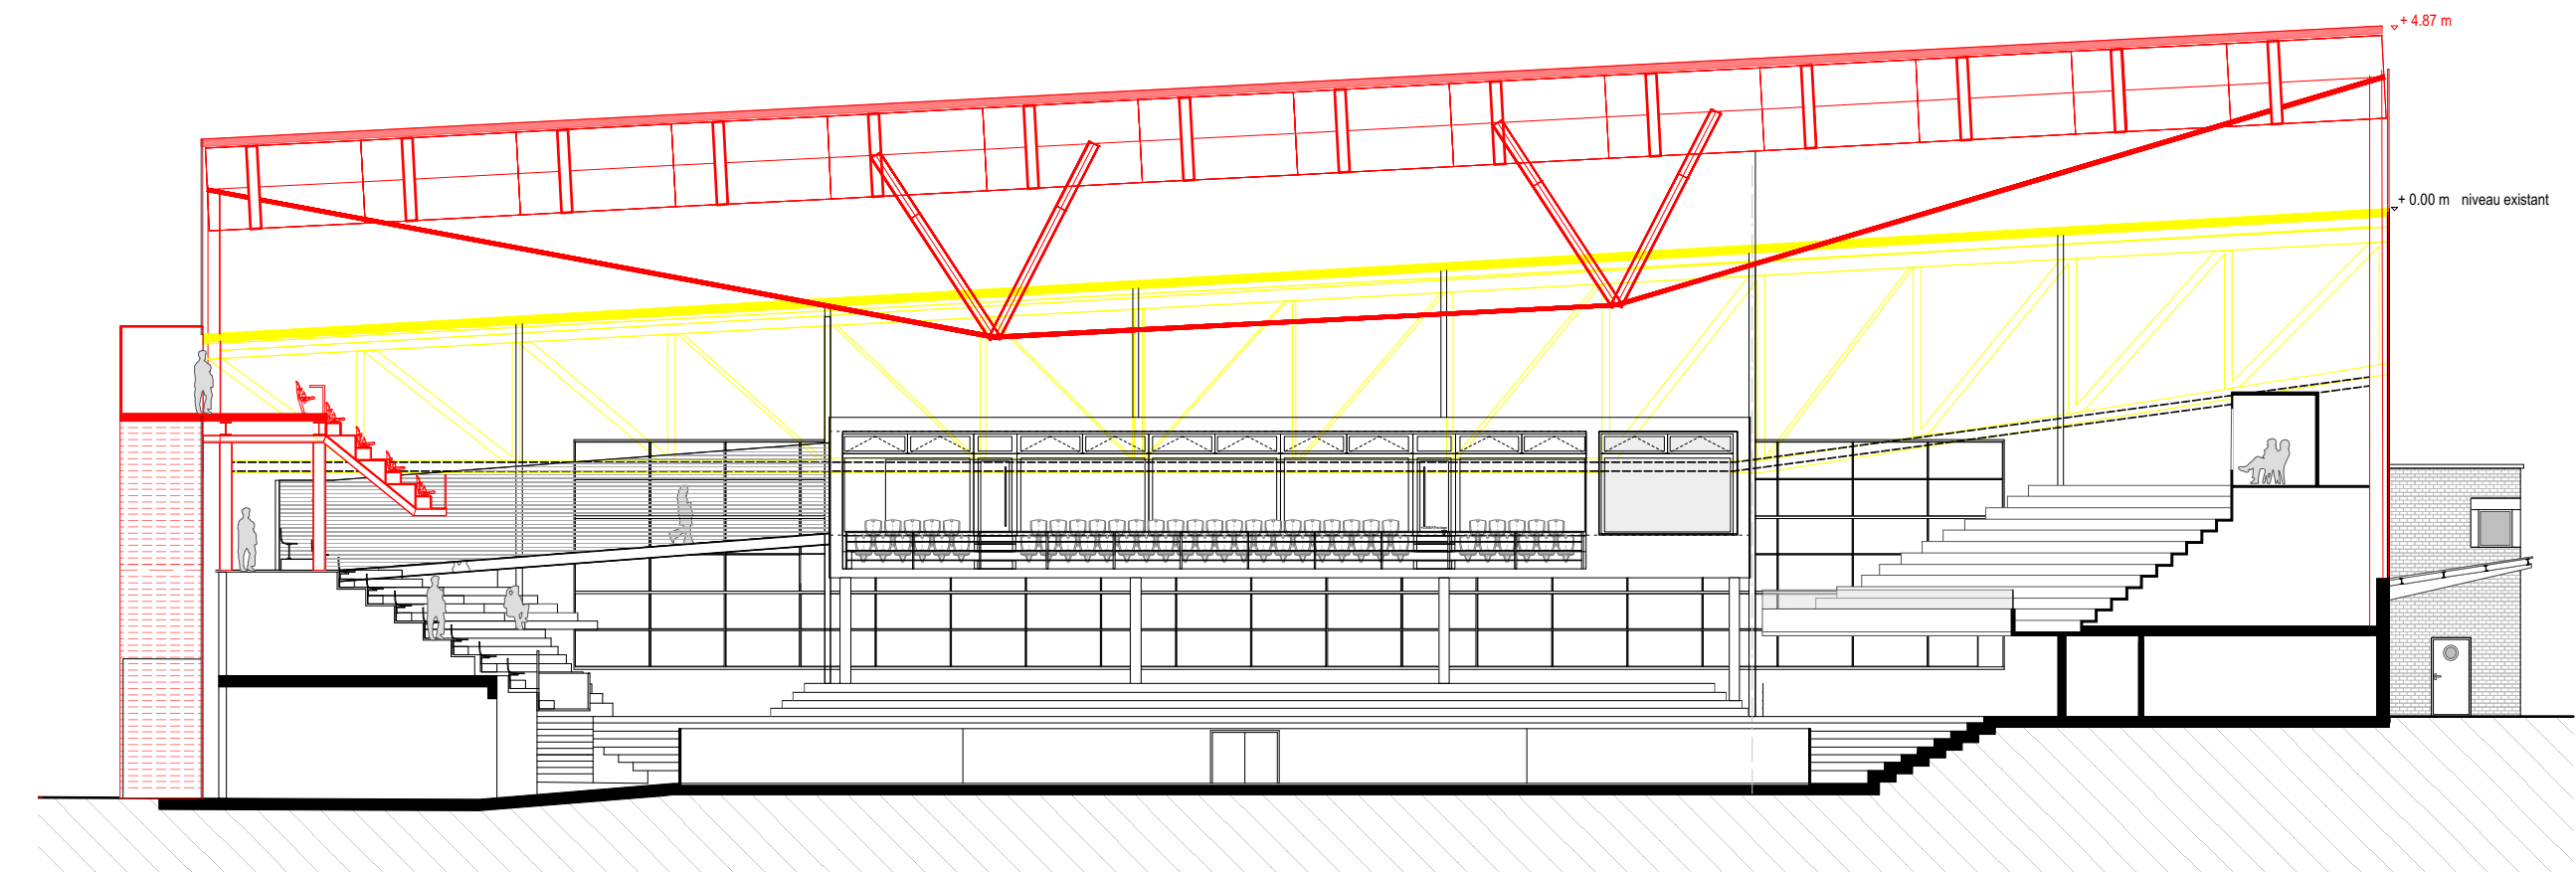 + 4.87 m
+ 0.00 m niveau existant